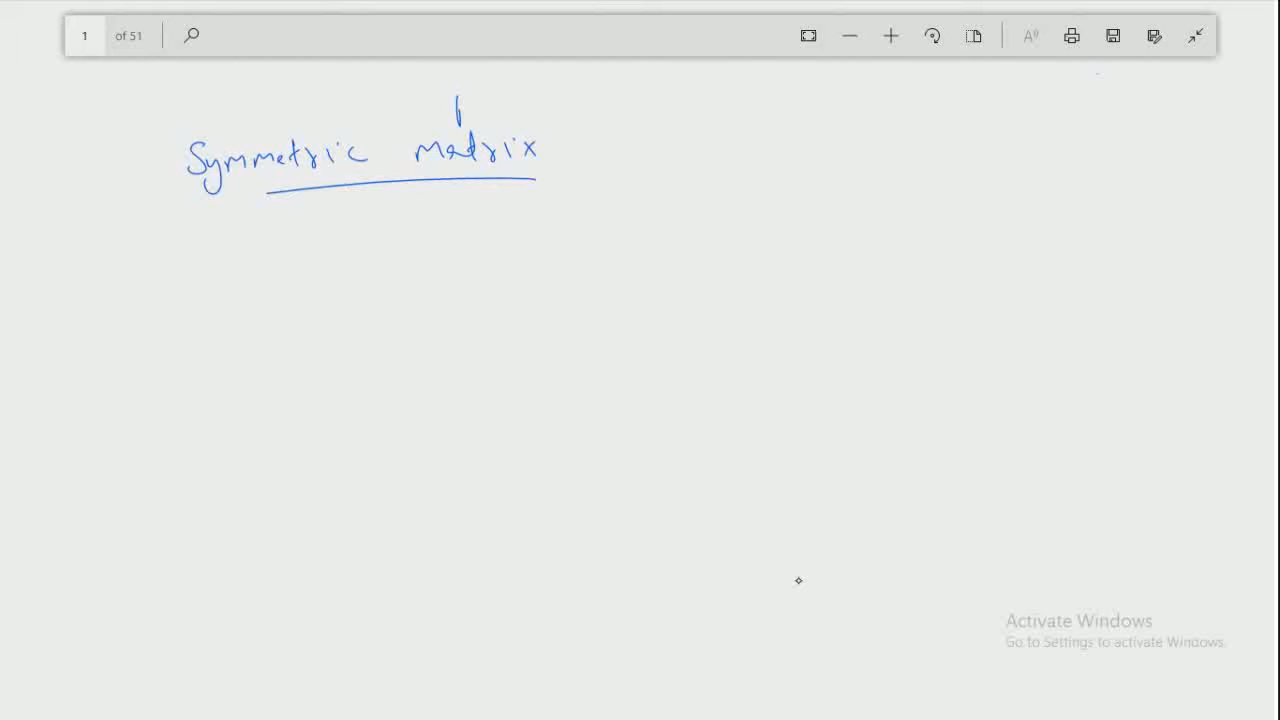 1 of 51
Symmetric matrix
Activate Windows
Go to Settings to activate Windows.